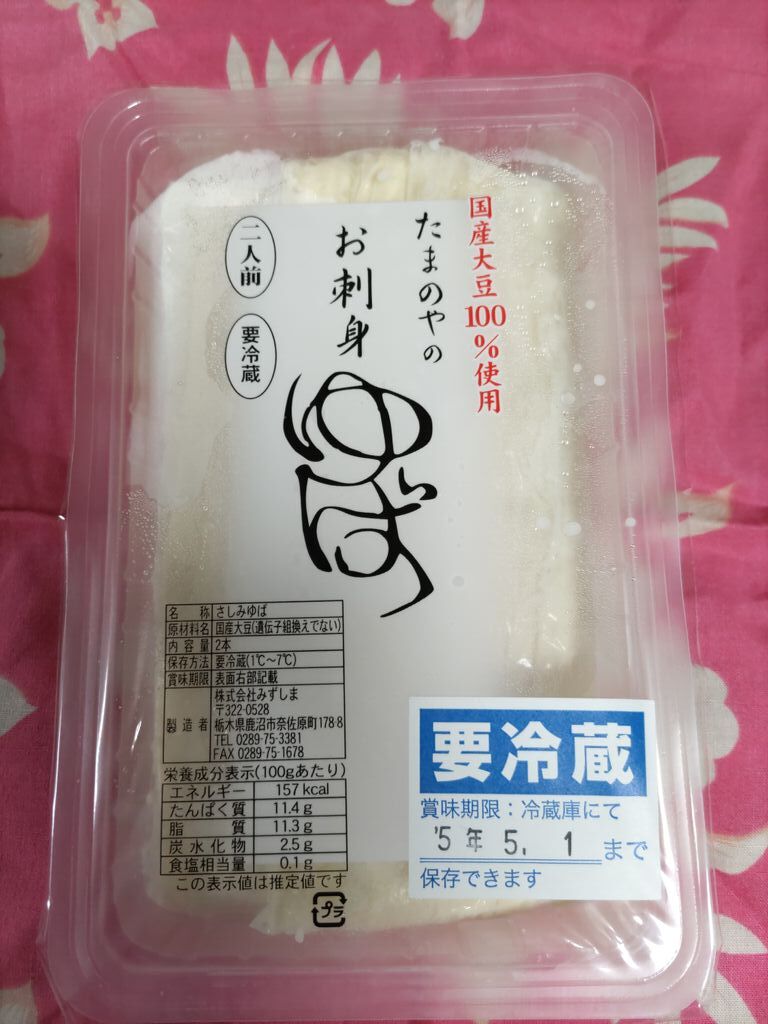 国産大豆100%使用
たまのやの
お刺身
ゆば
二人前
要冷蔵
名称 さしみゆば
原材料名 国産大豆(遺伝子組換えでない)
内容量 2本
保存方法 要冷蔵(1℃〜7℃)
賞味期限 表面右部記載
製造者 株式会社みずしま
〒322-0528
栃木県鹿沼市奈佐原町178-8
TEL 0289-75-3381
FAX 0289-75-1678
栄養成分表示(100gあたり)
エネルギー 157 kcal
たんぱく質 11.4 g
脂質 11.3 g
炭水化物 2.5 g
食塩相当量 0.1 g
この表示値は推定値です
プラ
要冷蔵
賞味期限:冷蔵庫にて
'5年 5. 1 まで
保存できます